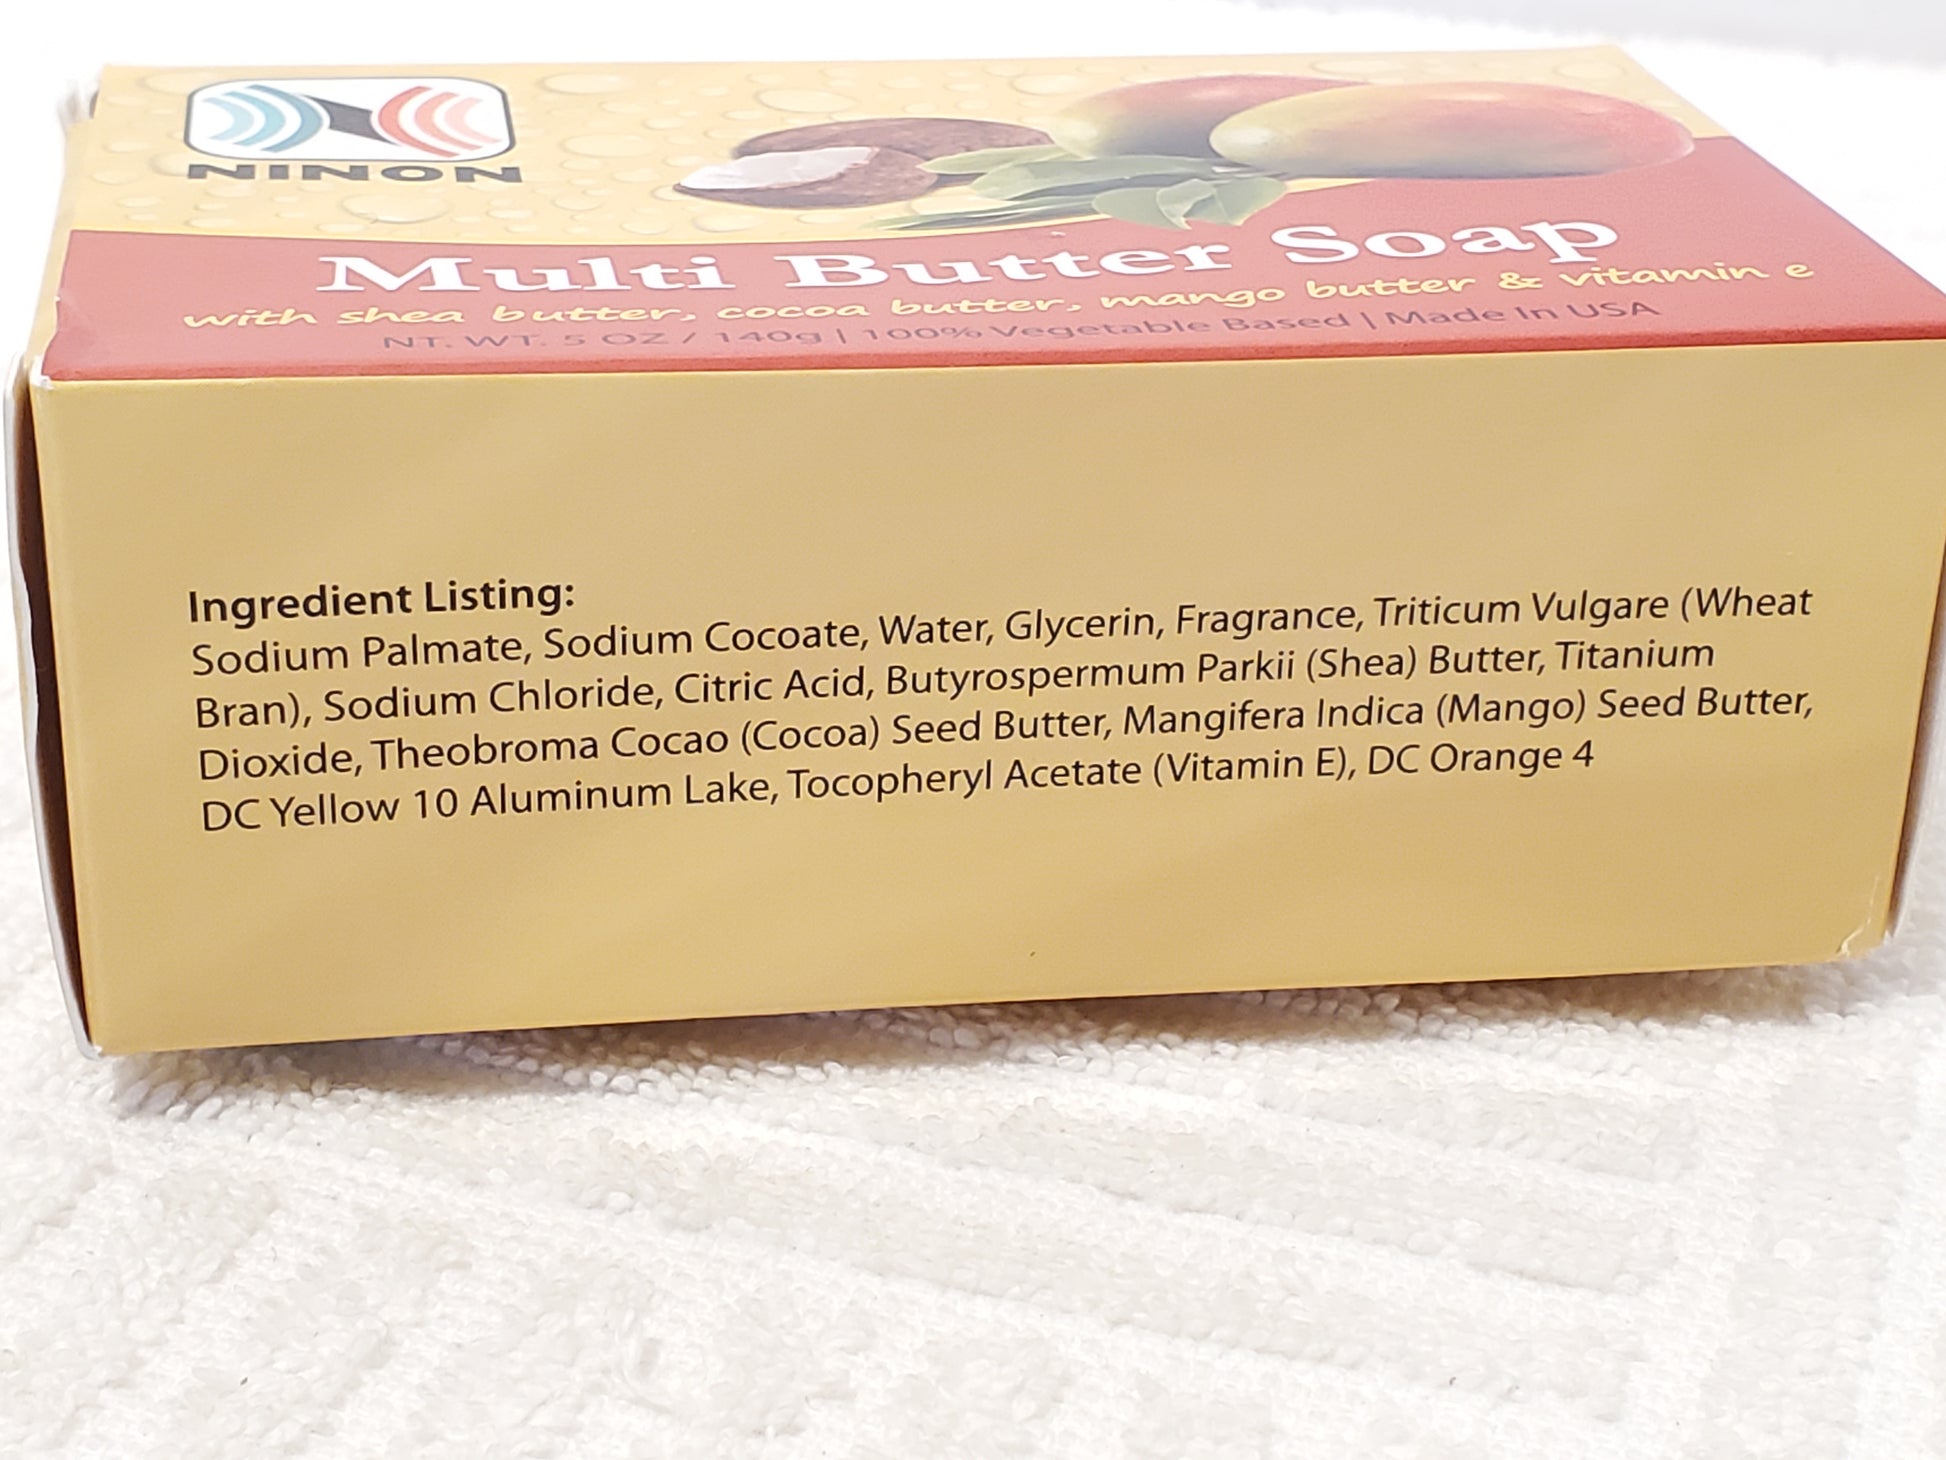 NINON
Multi Butter Soap
with shea butter, cocoa butter, mango butter & vitamin e
NT. WT. 5 OZ / 140g | 100% Vegetable Based | Made In USA
Ingredient Listing:
Sodium Palmate, Sodium Cocoate, Water, Glycerin, Fragrance, Triticum Vulgare (Wheat
Bran), Sodium Chloride, Citric Acid, Butyrospermum Parkii (Shea) Butter, Titanium
Dioxide, Theobroma Cocao (Cocoa) Seed Butter, Mangifera Indica (Mango) Seed Butter,
DC Yellow 10 Aluminum Lake, Tocopheryl Acetate (Vitamin E), DC Orange 4